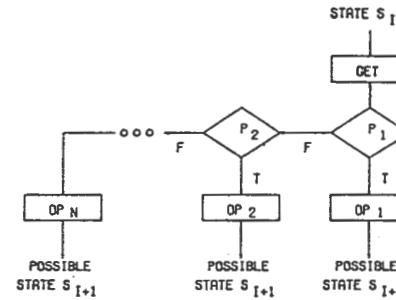 STATE S I
GET
P 2 P 1
F F
T T
OP N OP 2 OP 1
POSSIBLE POSSIBLE POSSIBLE
STATE S I+1 STATE S I+1 STATE S I+